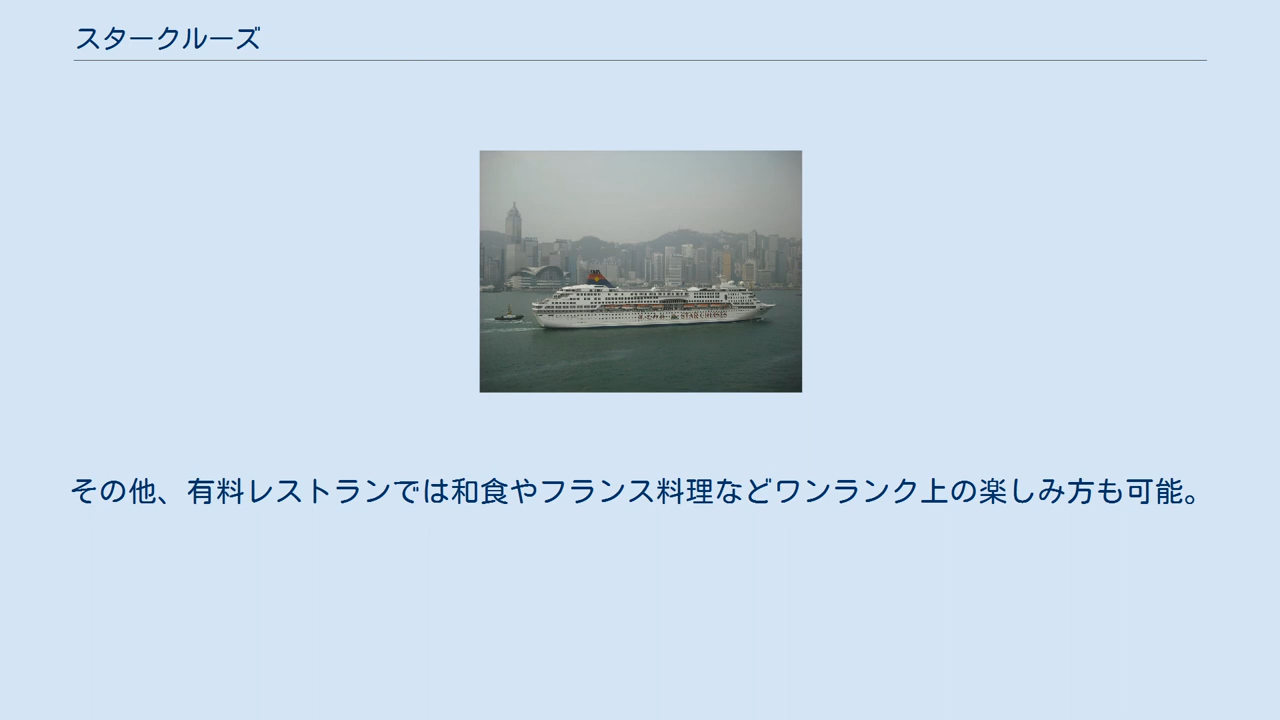 スタークルーズ
STAR CRUISES
その他、有料レストランでは和食やフランス料理などワンランク上の楽しみ方も可能。